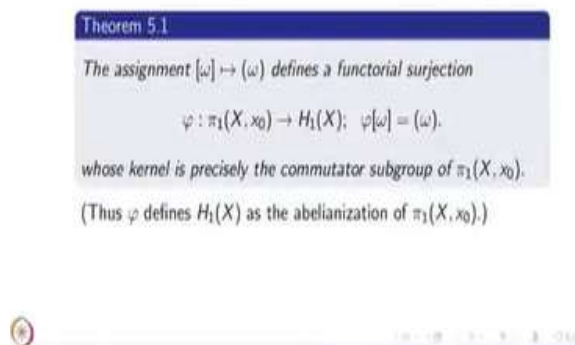 Theorem 5.1
The assignment [ω] ↦ (ω) defines a functorial surjection
φ : π₁(X, x₀) → H₁(X); φ[ω] = (ω).
whose kernel is precisely the commutator subgroup of π₁(X, x₀).
(Thus φ defines H₁(X) as the abelianization of π₁(X, x₀).)